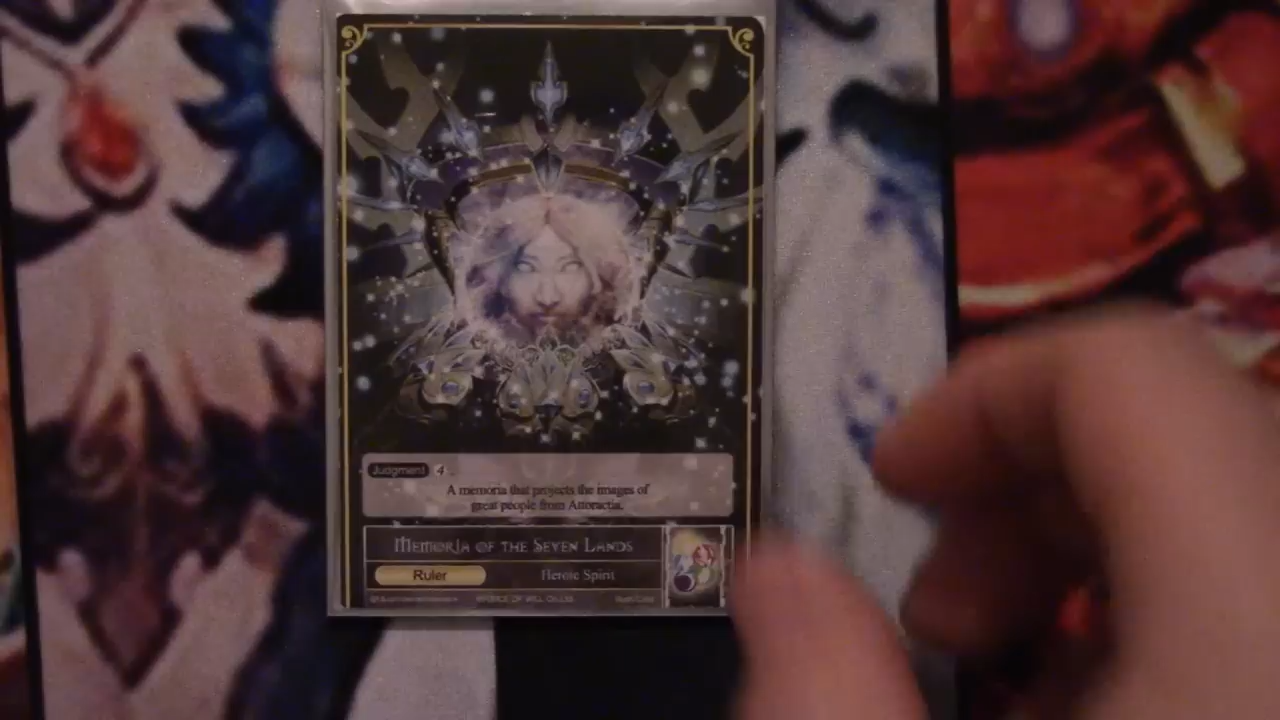 Judgment 4
A memoria that projects the images of
great people from Attoractia.
Memoria of the Seven Lands
Ruler Heroic Spirit